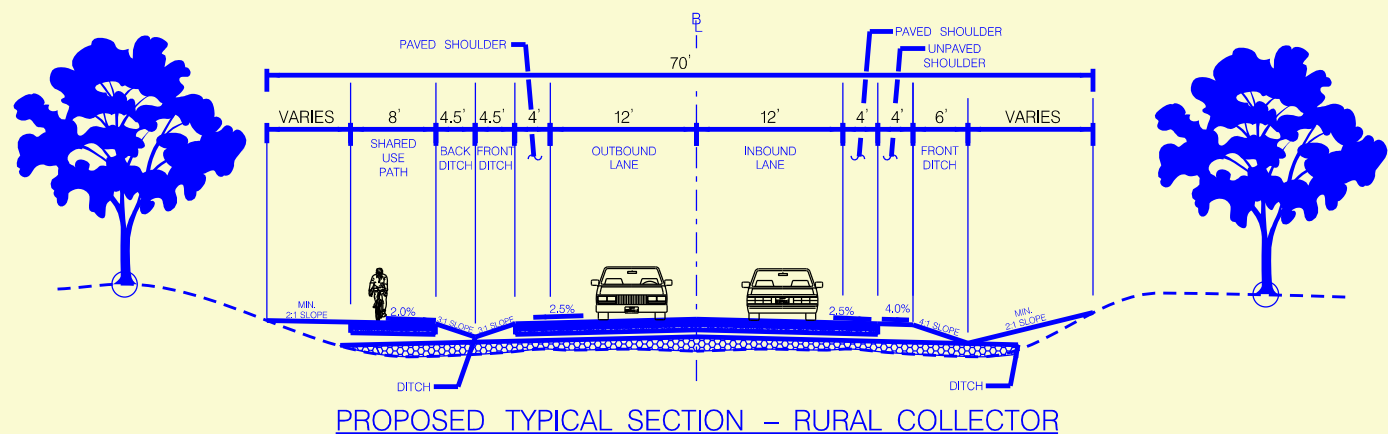 B
L
PAVED SHOULDER
PAVED SHOULDER
UNPAVED
SHOULDER
70'
VARIES 8' 4.5' 4.5' 4' 12' 12' 4' 4' 6' VARIES
SHARED
USE
PATH
BACK
DITCH
FRONT
DITCH
OUTBOUND
LANE
INBOUND
LANE
FRONT
DITCH
MIN.
2:1 SLOPE
2.0%
3:1 SLOPE
3:1 SLOPE
2.5%
2.5%
4.0%
4:1 SLOPE
MIN.
2:1 SLOPE
DITCH
DITCH
PROPOSED TYPICAL SECTION – RURAL COLLECTOR